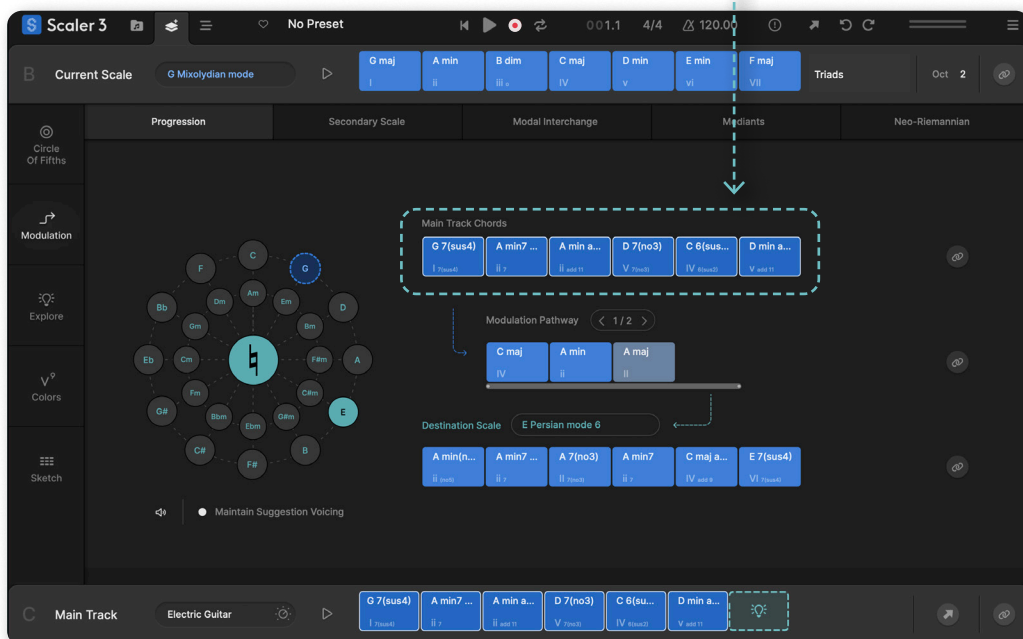 Scaler 3
No Preset
001.1
4/4
120.00
B
Current Scale
G Mixolydian mode
G maj
I
A min
ii
B dim
iii o
C maj
IV
D min
v
E min
vi
F maj
VII
Triads
Oct 2
Circle
Of Fifths
Modulation
Explore
Colors
Sketch
Progression
Secondary Scale
Modal Interchange
Mediants
Neo-Riemannian
C
G
D
A
E
B
F#
C#
G#
Eb
Bb
F
Am
Em
Bm
F#m
C#m
G#m
Ebm
Bbm
Fm
Cm
Gm
Dm
Maintain Suggestion Voicing
Main Track Chords
G 7(sus4)
I 7(sus4)
A min7 ...
ii 7
A min a...
ii add 11
D 7(no3)
V 7(no3)
C 6(sus...
IV 6(sus2)
D min a...
v add 11
Modulation Pathway
1 / 2
C maj
IV
A min
ii
A maj
II
Destination Scale
E Persian mode 6
A min(n...
ii (no5)
A min7 ...
ii 7
A 7(no3)
II 7(no3)
A min7
ii 7
C maj a...
IV add 9
E 7(sus4)
VI 7(sus4)
C
Main Track
Electric Guitar
G 7(sus4)
I 7(sus4)
A min7 ...
ii 7
A min a...
ii add 11
D 7(no3)
V 7(no3)
C 6(su...
IV 6(sus2)
D min a...
v add 11